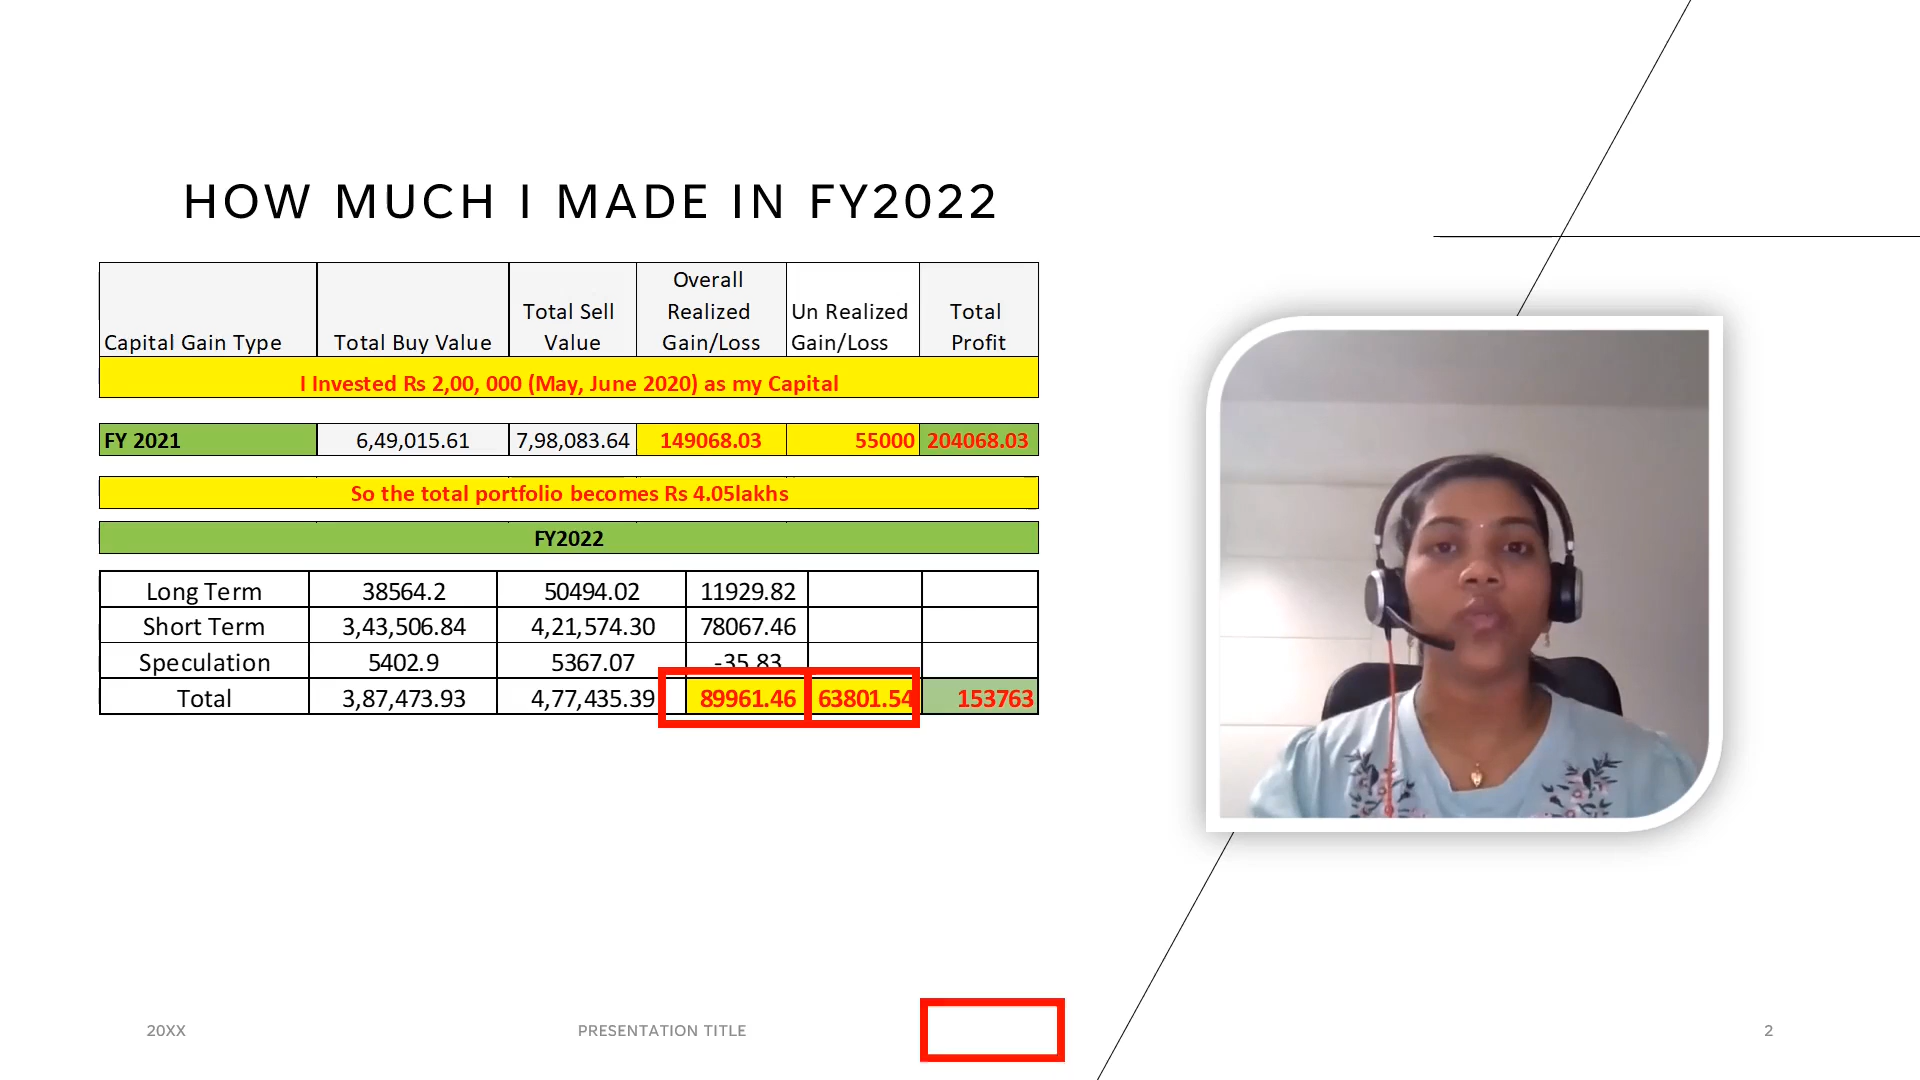 HOW MUCH I MADE IN FY2022
Capital Gain Type Total Buy Value Total Sell Value Overall Realized Gain/Loss Un Realized Gain/Loss Total Profit
I Invested Rs 2,00, 000 (May, June 2020) as my Capital
FY 2021 6,49,015.61 7,98,083.64 149068.03 55000 204068.03
So the total portfolio becomes Rs 4.05lakhs
FY2022
Long Term 38564.2 50494.02 11929.82
Short Term 3,43,506.84 4,21,574.30 78067.46
Speculation 5402.9 5367.07 -35.83
Total 3,87,473.93 4,77,435.39 89961.46 63801.54 153763
20XX PRESENTATION TITLE 2